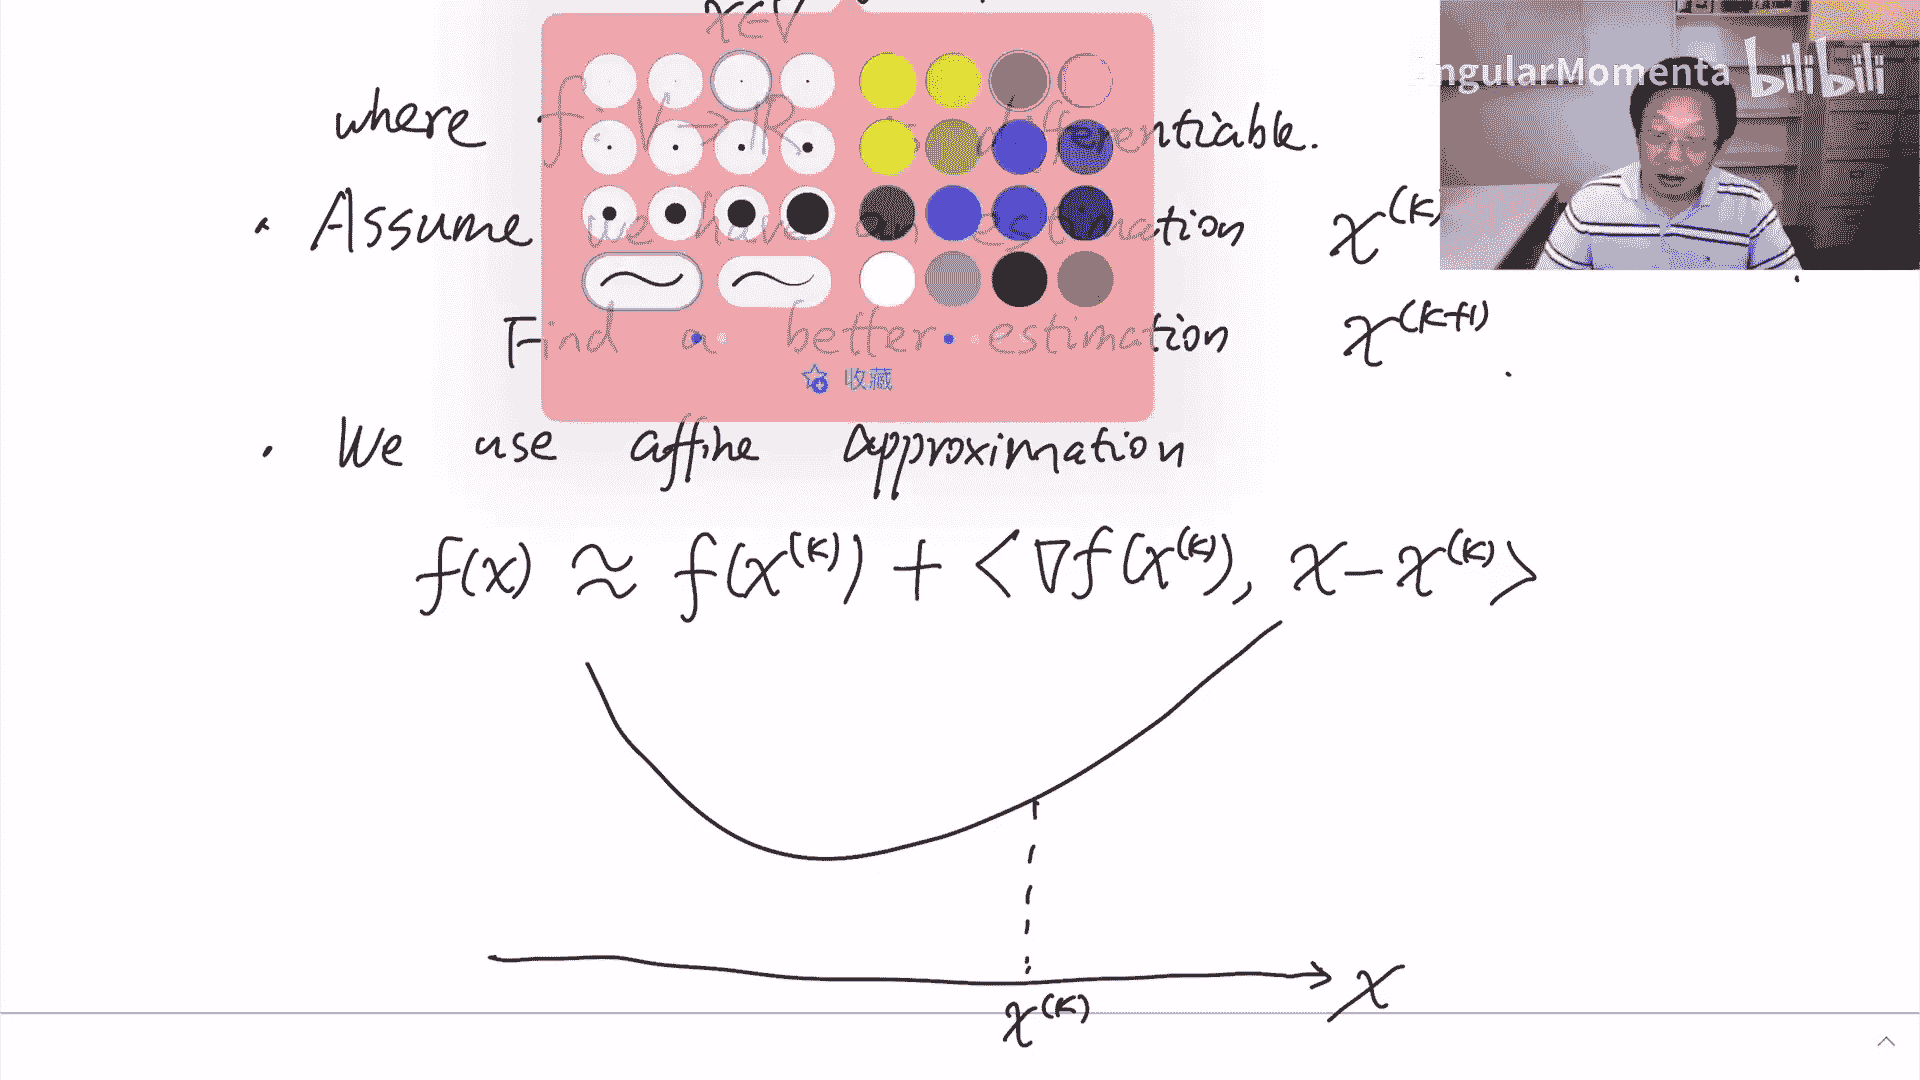 x∈V
AngularMomenta bilibili
where f: V→ℝ is differentiable.
• Assume we have an estimation x^(k)
Find a better estimation x^(k+1).
收藏
• We use affine approximation
f(x) ≈ f(x^(k)) + <∇f(x^(k)), x − x^(k)>
x
x^(k)